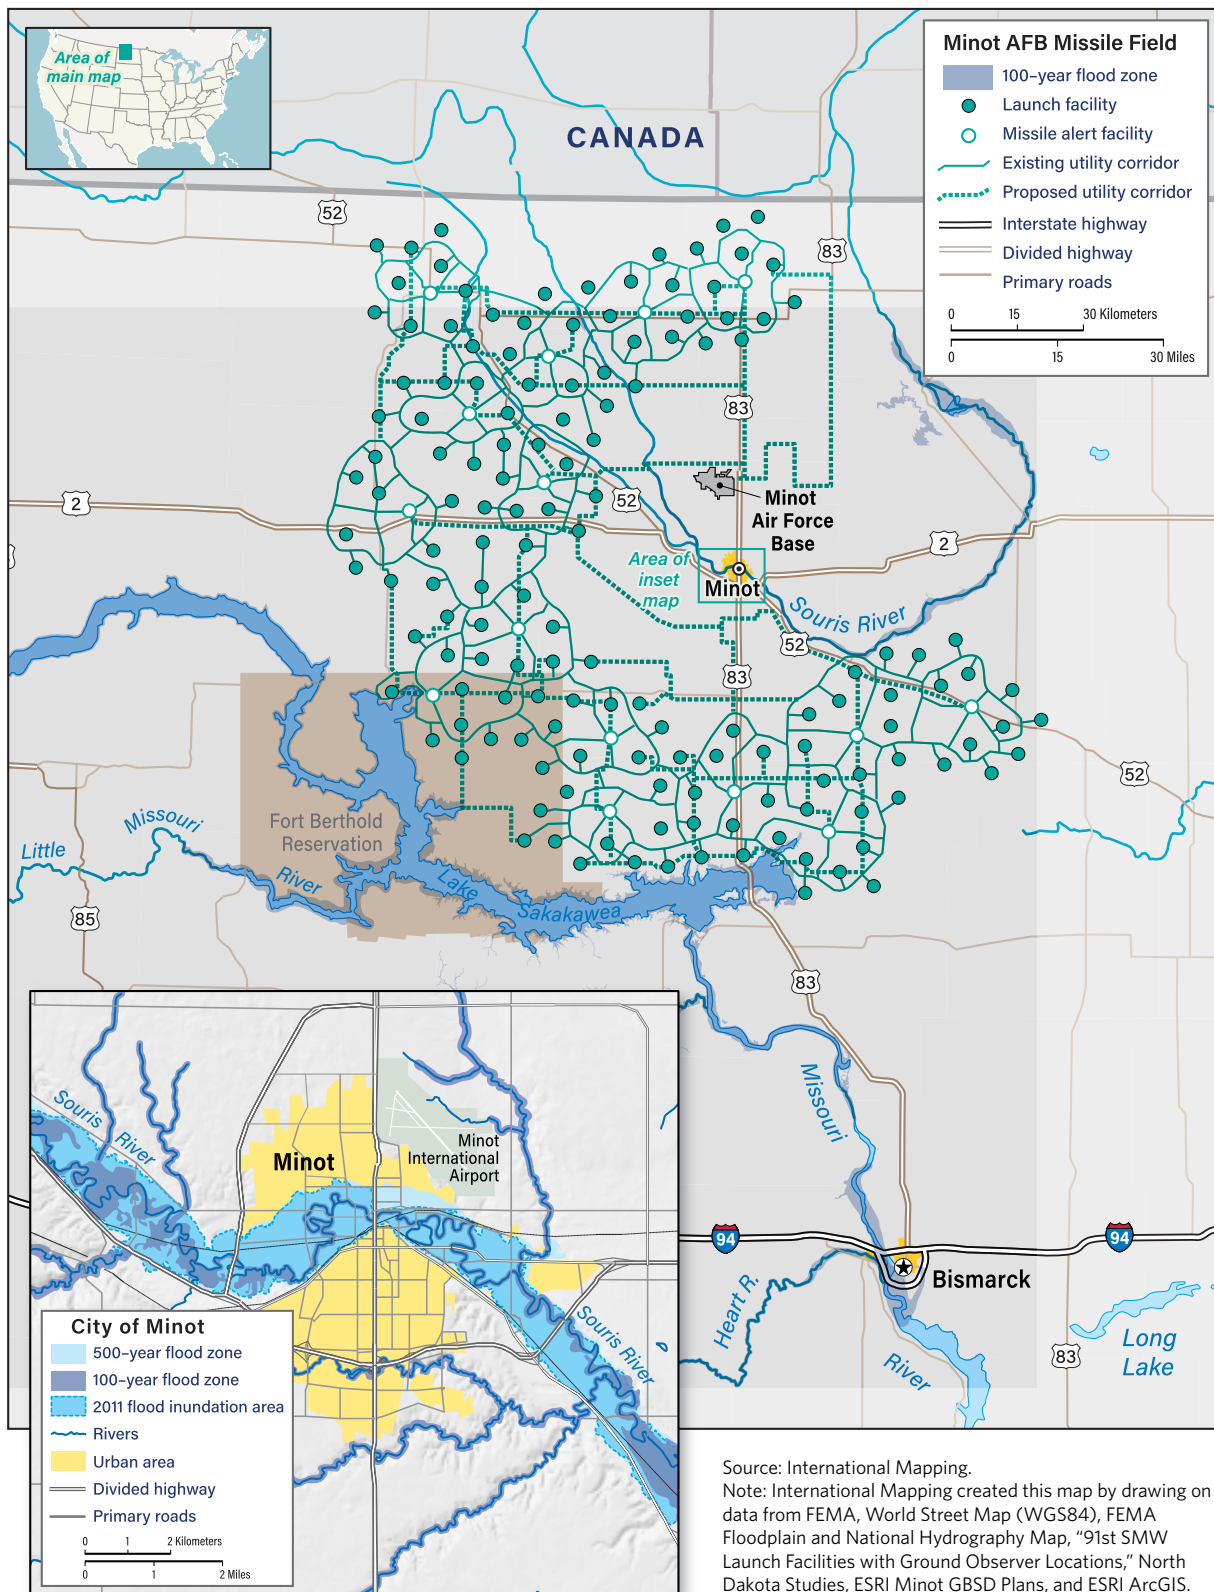 Area of
main map
CANADA
Minot AFB Missile Field
100–year flood zone
Launch facility
Missile alert facility
Existing utility corridor
Proposed utility corridor
Interstate highway
Divided highway
Primary roads
0 15 30 Kilometers
0 15 30 Miles
52
83
83
2
52
Minot
Air Force
Base
2
Area of
inset
map
Minot
Souris River
52
83
52
Fort Berthold
Reservation
Little
Missouri
River
Lake
Sakakawea
85
83
Missouri
River
94
94
Bismarck
Heart R.
83
Long
Lake
Souris
River
Minot
Minot
International
Airport
Souris River
City of Minot
500–year flood zone
100–year flood zone
2011 flood inundation area
Rivers
Urban area
Divided highway
Primary roads
0 1 2 Kilometers
0 1 2 Miles
Source: International Mapping.
Note: International Mapping created this map by drawing on
data from FEMA, World Street Map (WGS84), FEMA
Floodplain and National Hydrography Map, “91st SMW
Launch Facilities with Ground Observer Locations,” North
Dakota Studies, ESRI Minot GBSD Plans, and ESRI ArcGIS.